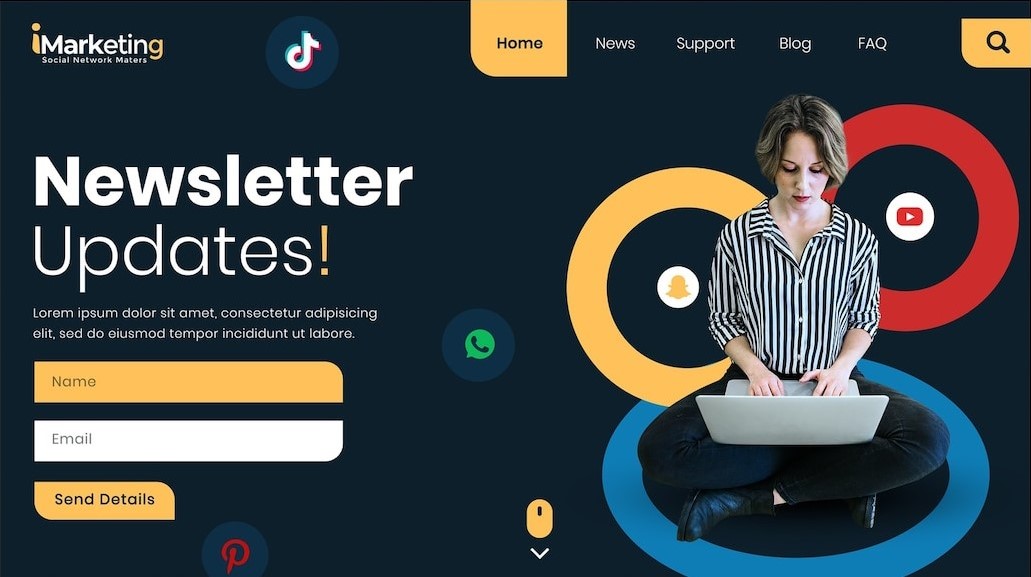 iMarketing
Social Network Maters
Home
News
Support
Blog
FAQ
Newsletter
Updates!
Lorem ipsum dolor sit amet, consectetur adipisicing
elit, sed do eiusmod tempor incididunt ut labore.
Name
Email
Send Details